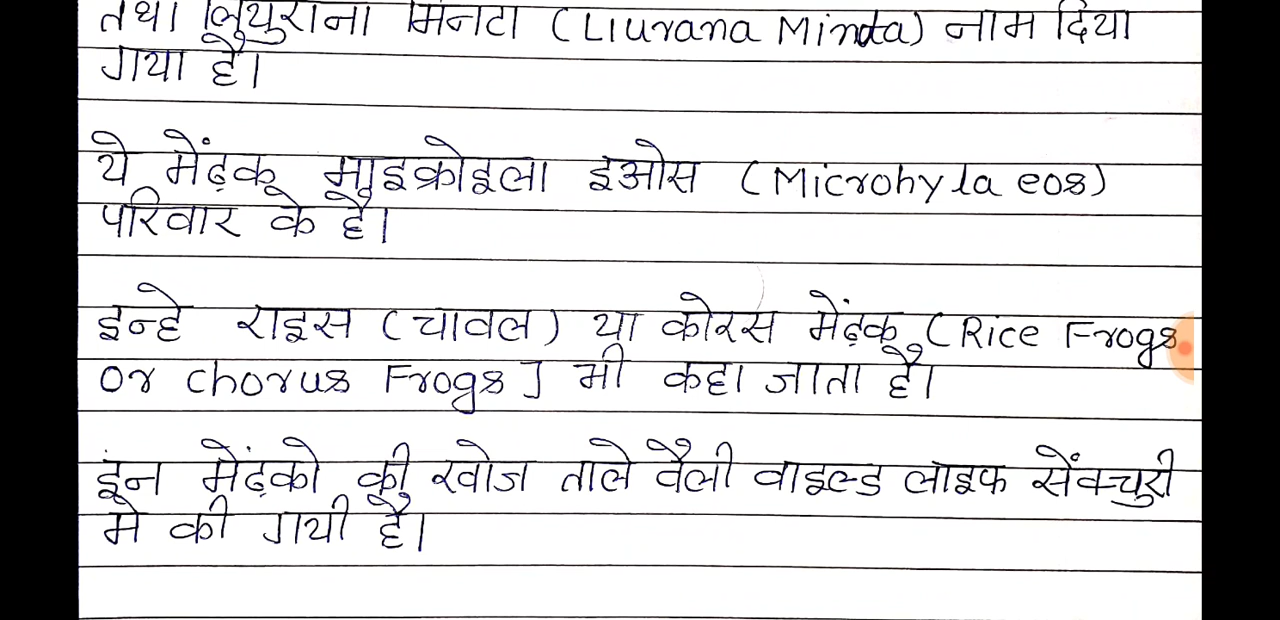 तथा लुयुराना मिनटा (Liurana Minda) नाम दिया
गया है।
ये मेंढ़क माइक्रोइला इओस (Microhyla eos)
परिवार के है।
इन्हे राइस (चावल) या कोरस मेंढ़क (Rice Frogs
or chorus Frogs] भी कहा जाता है।
इन मेंढ़को की खोज ताले वैली वाइल्ड लाइफ सेंक्चुरी
मे की गयी है।